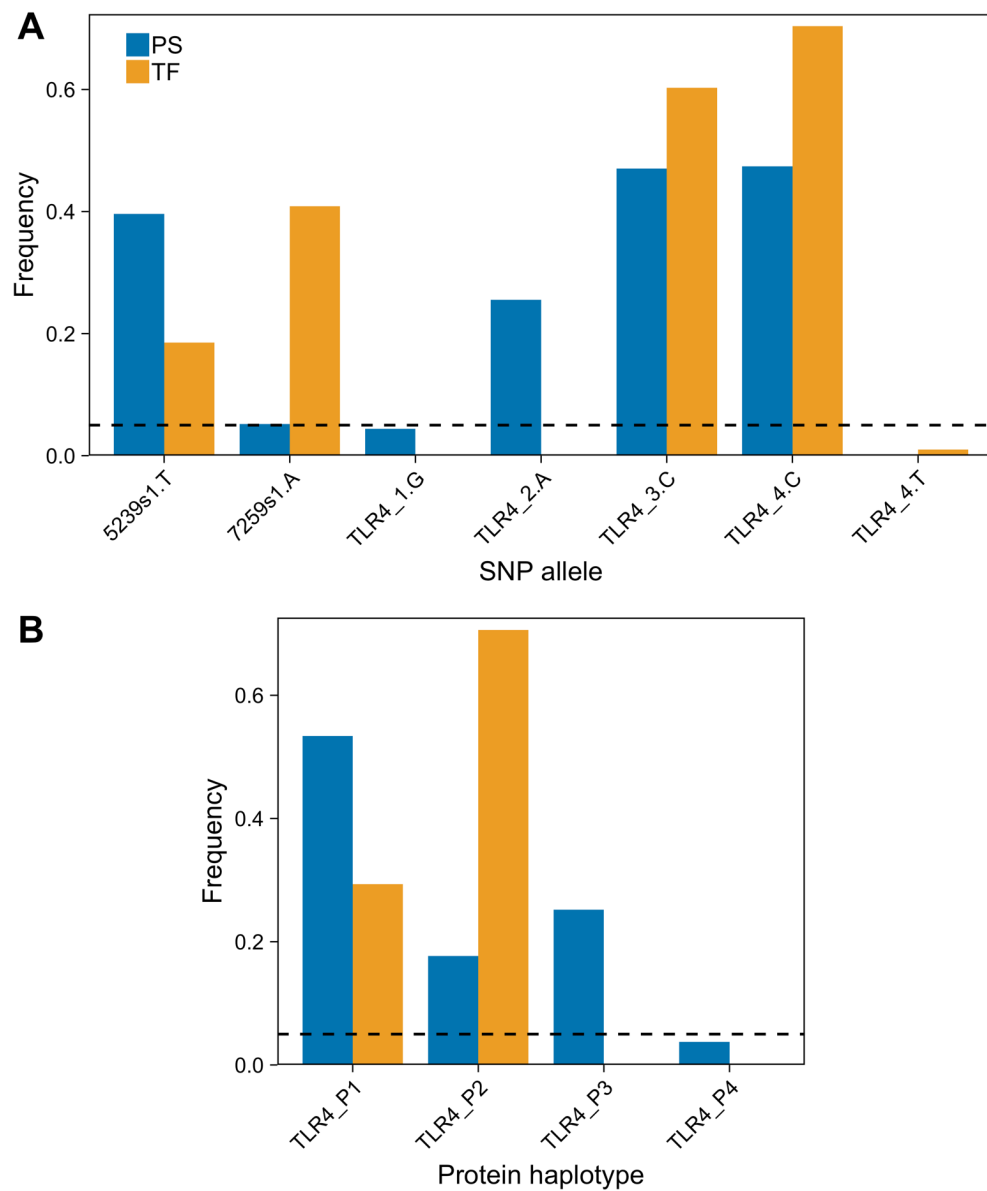 A
PS
TF
Frequency
0.6
0.4
0.2
0.0
5239s1.T
7259s1.A
TLR4_1.G
TLR4_2.A
TLR4_3.C
TLR4_4.C
TLR4_4.T
SNP allele
B
Frequency
0.6
0.4
0.2
0.0
TLR4_P1
TLR4_P2
TLR4_P3
TLR4_P4
Protein haplotype